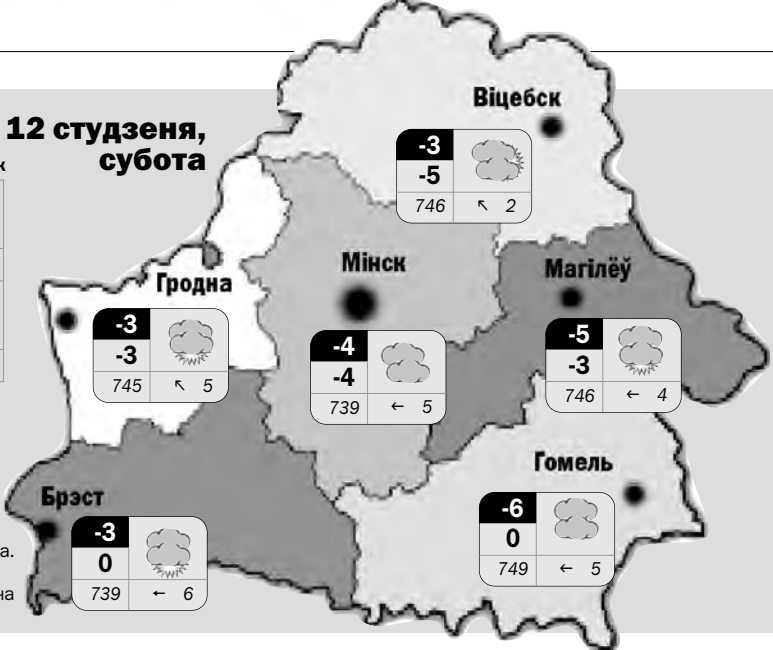 12 студзеня,
субота
к
Віцебск
-3
-5
746 ↖ 2
Мінск
-4
-4
739 ← 5
Магілёў
-5
-3
746 ← 4
Гродна
-3
-3
745 ↖ 5
Гомель
-6
0
749 ← 5
Брэст
-3
0
739 ← 6
а.
на